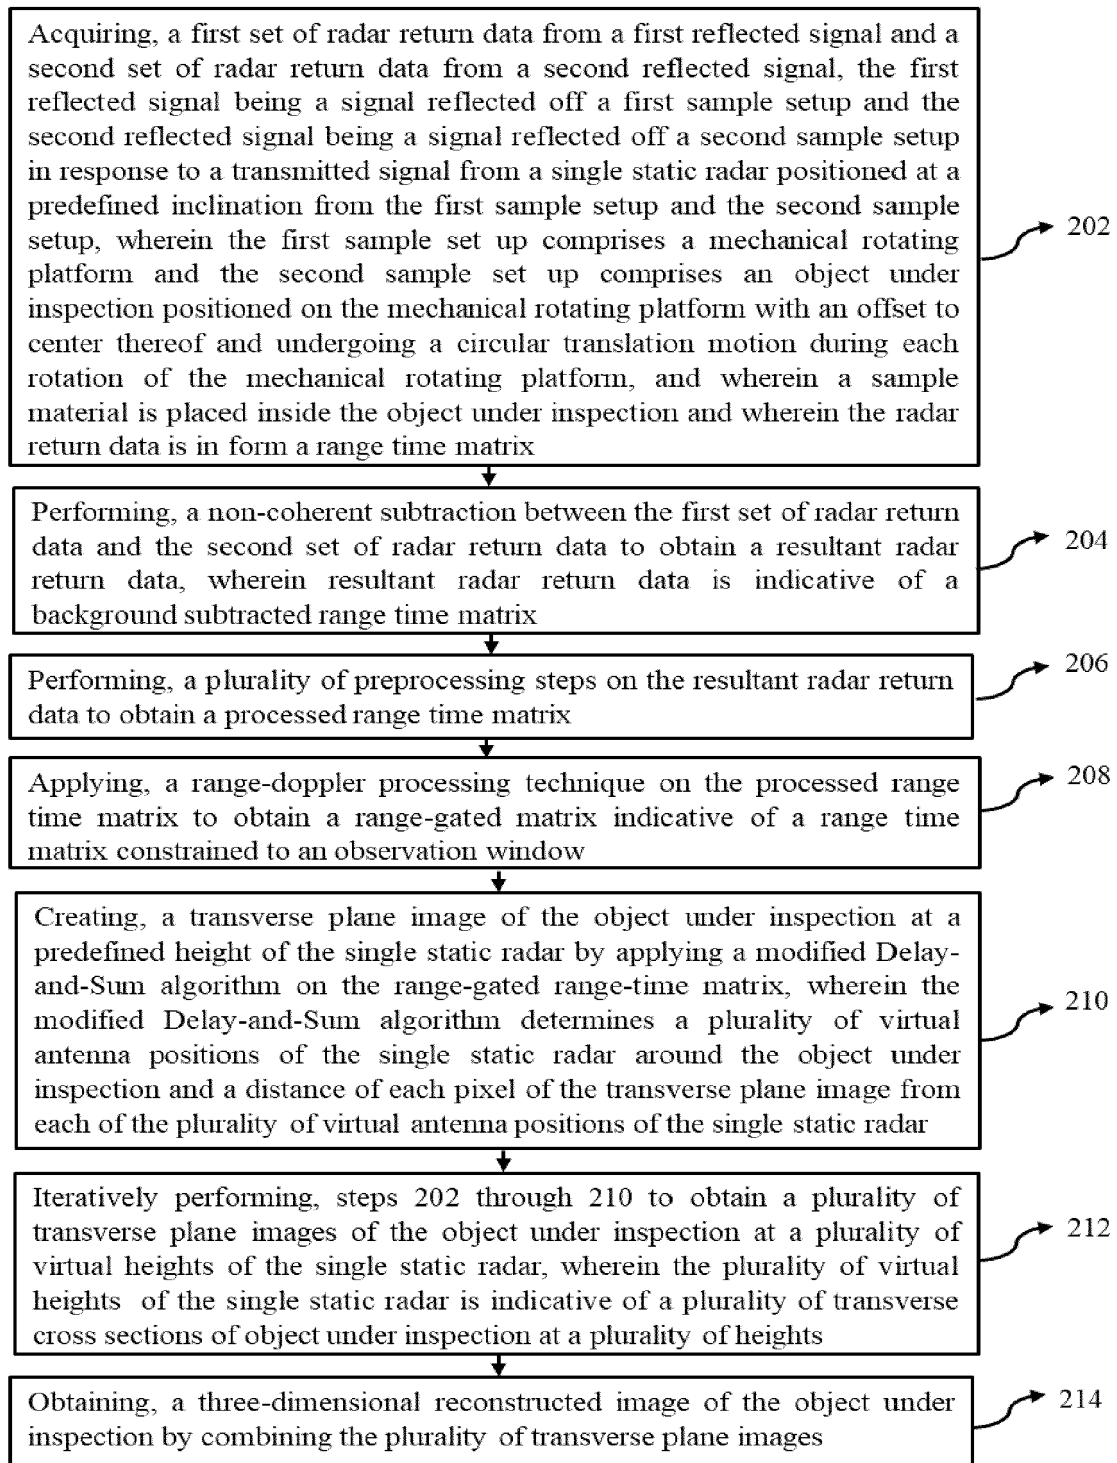 Acquiring, a first set of radar return data from a first reflected signal and a
second set of radar return data from a second reflected signal, the first
reflected signal being a signal reflected off a first sample setup and the
second reflected signal being a signal reflected off a second sample setup
in response to a transmitted signal from a single static radar positioned at a
predefined inclination from the first sample setup and the second sample
setup, wherein the first sample set up comprises a mechanical rotating
platform and the second sample set up comprises an object under
inspection positioned on the mechanical rotating platform with an offset to
center thereof and undergoing a circular translation motion during each
rotation of the mechanical rotating platform, and wherein a sample
material is placed inside the object under inspection and wherein the radar
return data is in form a range time matrix
202
Performing, a non-coherent subtraction between the first set of radar return
data and the second set of radar return data to obtain a resultant radar
return data, wherein resultant radar return data is indicative of a
background subtracted range time matrix
204
Performing, a plurality of preprocessing steps on the resultant radar return
data to obtain a processed range time matrix
206
Applying, a range-doppler processing technique on the processed range
time matrix to obtain a range-gated matrix indicative of a range time
matrix constrained to an observation window
208
Creating, a transverse plane image of the object under inspection at a
predefined height of the single static radar by applying a modified Delay-
and-Sum algorithm on the range-gated range-time matrix, wherein the
modified Delay-and-Sum algorithm determines a plurality of virtual
antenna positions of the single static radar around the object under
inspection and a distance of each pixel of the transverse plane image from
each of the plurality of virtual antenna positions of the single static radar
210
Iteratively performing, steps 202 through 210 to obtain a plurality of
transverse plane images of the object under inspection at a plurality of
virtual heights of the single static radar, wherein the plurality of virtual
heights of the single static radar is indicative of a plurality of transverse
cross sections of object under inspection at a plurality of heights
212
Obtaining, a three-dimensional reconstructed image of the object under
inspection by combining the plurality of transverse plane images
214